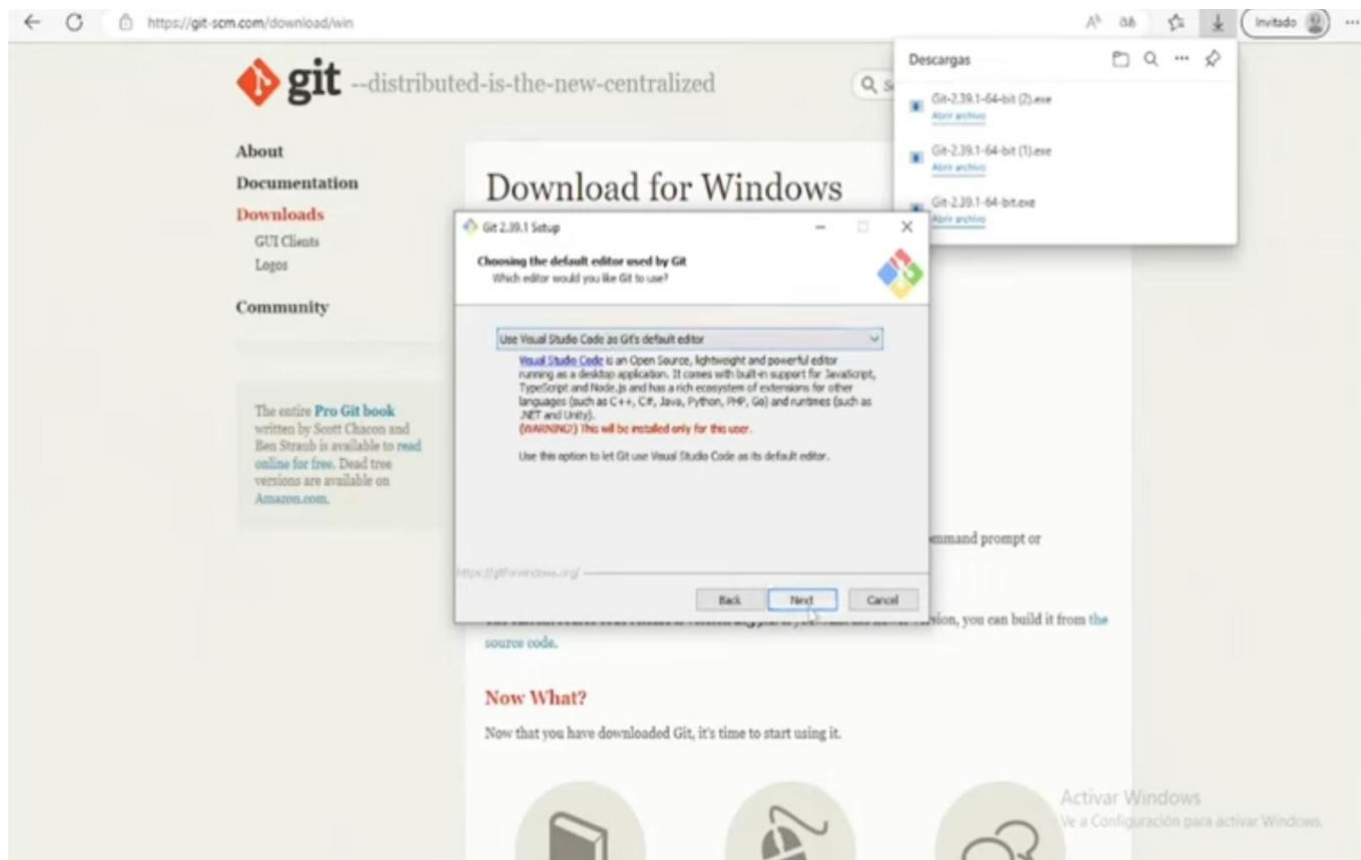 https://git-scm.com/download/win
Invitado
git --distributed-is-the-new-centralized
Descargas
Git-2.39.1-64-bit (2).exe
Abrir archivo
Git-2.39.1-64-bit (1).exe
Abrir archivo
Git-2.39.1-64-bit.exe
Abrir archivo
About
Documentation
Downloads
GUI Clients
Logos
Community
The entire Pro Git book
written by Scott Chacon and
Ben Straub is available to read
online for free. Dead tree
versions are available on
Amazon.com.
Download for Windows
Git 2.39.1 Setup
Choosing the default editor used by Git
Which editor would you like Git to use?
Use Visual Studio Code as Git's default editor
Visual Studio Code is an Open Source, lightweight and powerful editor
running as a desktop application. It comes with built-in support for JavaScript,
TypeScript and Node.js and has a rich ecosystem of extensions for other
languages (such as C++, C#, Java, Python, PHP, Go) and runtimes (such as
.NET and Unity).
(WARNING!) This will be installed only for this user.
Use this option to let Git use Visual Studio Code as its default editor.
https://gitforwindows.org/
Back
Next
Cancel
ommand prompt or
you can build it from the
source code.
Now What?
Now that you have downloaded Git, it's time to start using it.
Activar Windows
Ve a Configuración para activar Windows.